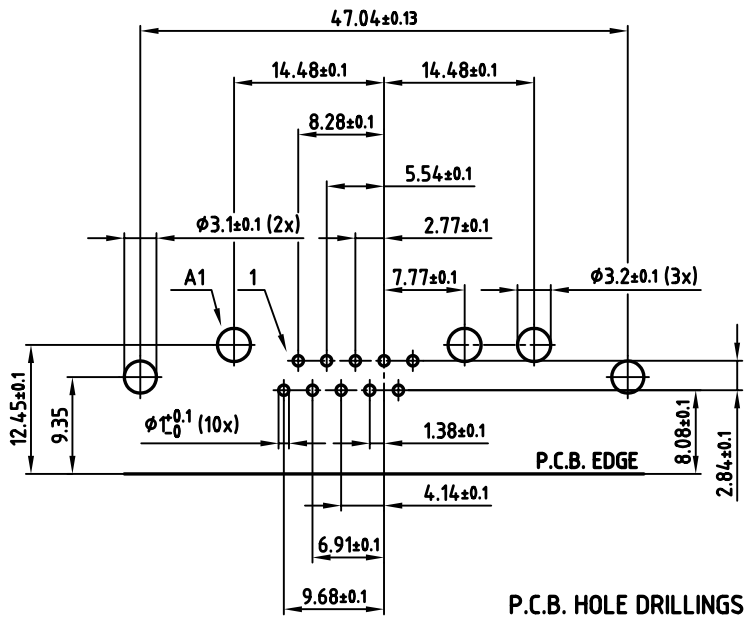 47.04±0.13
14.48±0.1 14.48±0.1
8.28±0.1
5.54±0.1
Ø3.1±0.1 (2x) 2.77±0.1
A1 1 7.77±0.1 Ø3.2±0.1 (3x)
12.45±0.1
9.35
Ø1+0.1-0 (10x) 1.38±0.1
8.08±0.1
2.84±0.1
P.C.B. EDGE
4.14±0.1
6.91±0.1
9.68±0.1
P.C.B. HOLE DRILLINGS